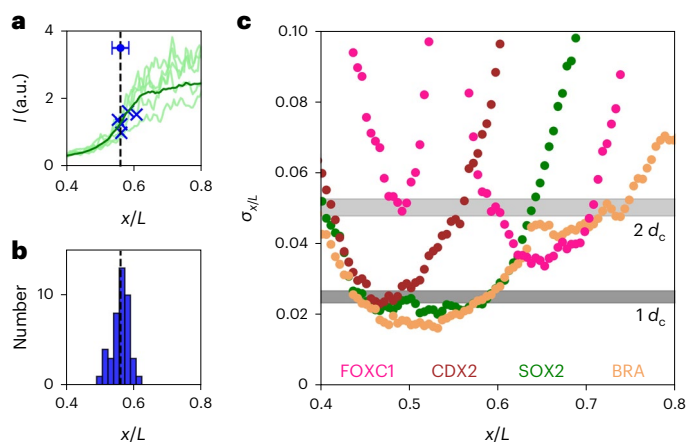 a
I (a.u.)
4
2
0
0.4 0.6 0.8
x/L
b
Number
10
0
0.4 0.6 0.8
x/L
c
σx/L
0.10
0.08
0.06
0.04
0.02
0
2 dc
1 dc
FOXC1 CDX2 SOX2 BRA
0.4 0.5 0.6 0.7 0.8
x/L